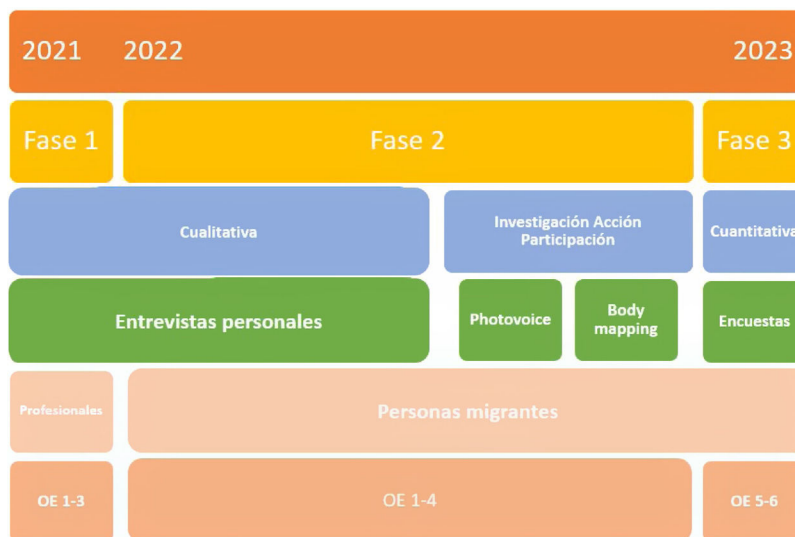 2021 2022 2023
Fase 1 Fase 2 Fase 3
Cualitativa
Investigación Acción
Participación
Cuantitativa
Entrevistas personales
Photovoice
Body
mapping
Encuestas
Profesionales
Personas migrantes
OE 1-3 OE 1-4 OE 5-6